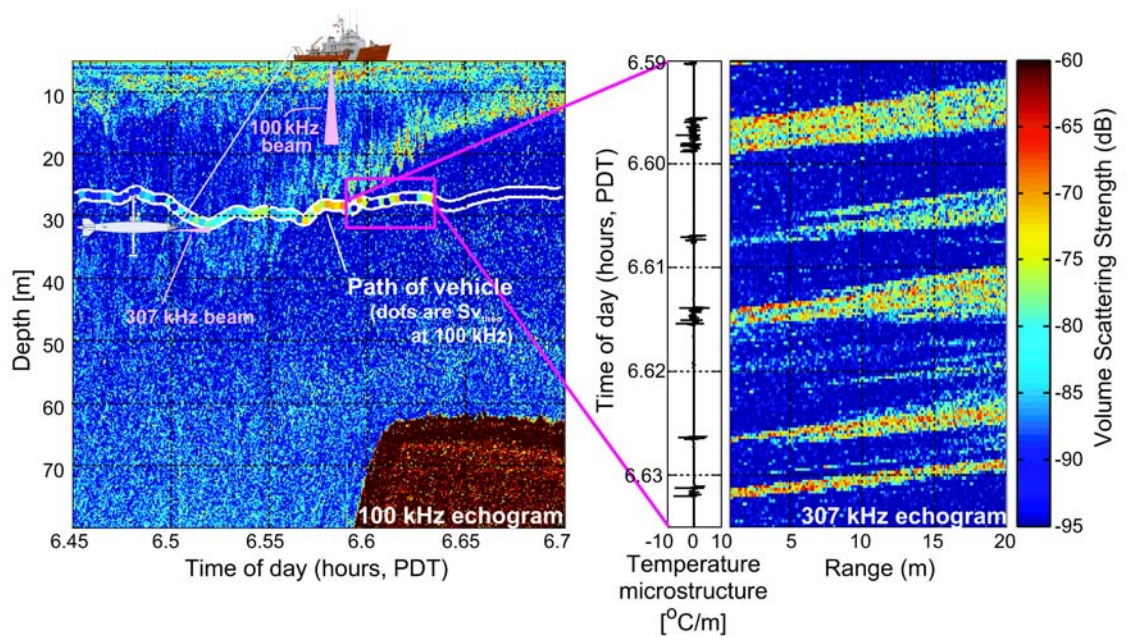 100 kHz
beam
10
20
30
40
50
60
70
Depth [m]
307 kHz beam
Path of vehicle
(dots are Sv
at 100 kHz)
100 kHz echogram
6.45 6.5 6.55 6.6 6.65 6.7
Time of day (hours, PDT)
6.59
6.60
6.61
6.62
6.63
Time of day (hours, PDT)
-10 0 10
Temperature
microstructure
[°C/m]
307 kHz echogram
5 10 15 20
Range (m)
-60
-65
-70
-75
-80
-85
-90
-95
Volume Scattering Strength (dB)